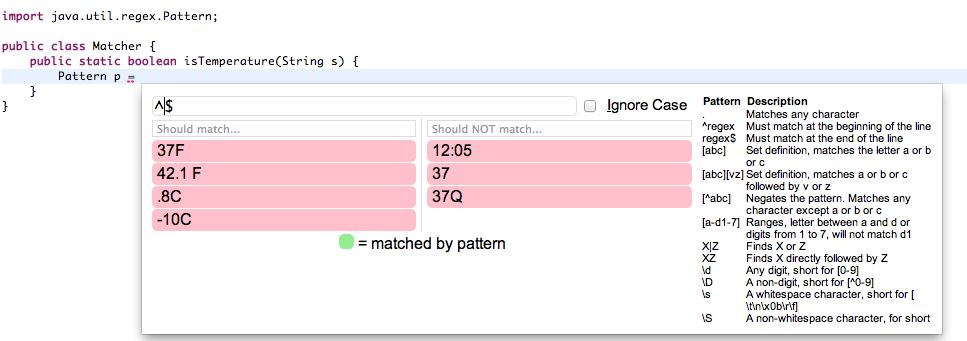 import java.util.regex.Pattern;
public class Matcher {
public static boolean isTemperature(String s) {
Pattern p =
}
}
^$
Ignore Case
Should match...
Should NOT match...
37F
12:05
42.1 F
37
.8C
37Q
-10C
= matched by pattern
Pattern Description
. Matches any character
^regex Must match at the beginning of the line
regex$ Must match at the end of the line
[abc] Set definition, matches the letter a or b
or c
[abc][vz] Set definition, matches a or b or c
followed by v or z
[^abc] Negates the pattern. Matches any
character except a or b or c
[a-d1-7] Ranges, letter between a and d or
digits from 1 to 7, will not match d1
X|Z Finds X or Z
XZ Finds X directly followed by Z
\d Any digit, short for [0-9]
\D A non-digit, short for [^0-9]
\s A whitespace character, short for [
\t\n\x0b\r\f]
\S A non-whitespace character, for short